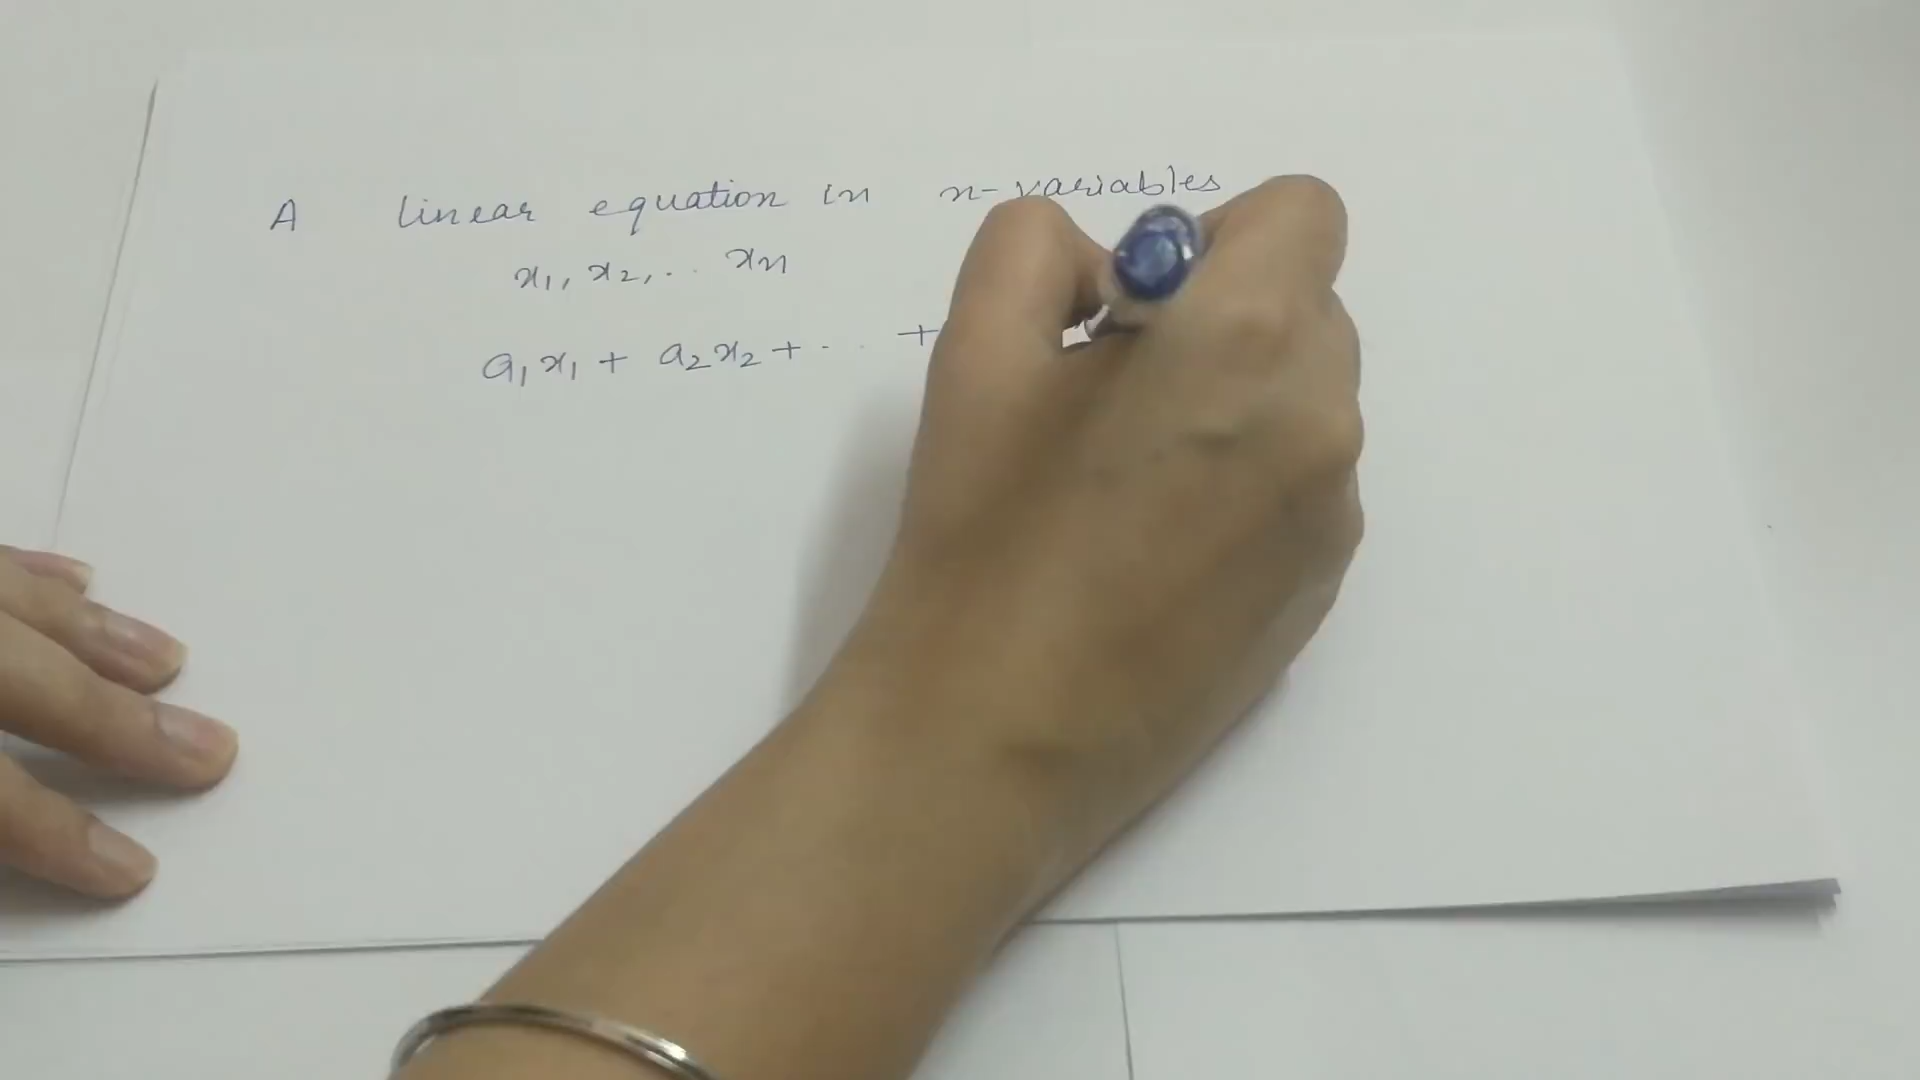 A linear equation in n-variables
x₁, x₂, .. xn
a₁x₁ + a₂x₂ + .. +